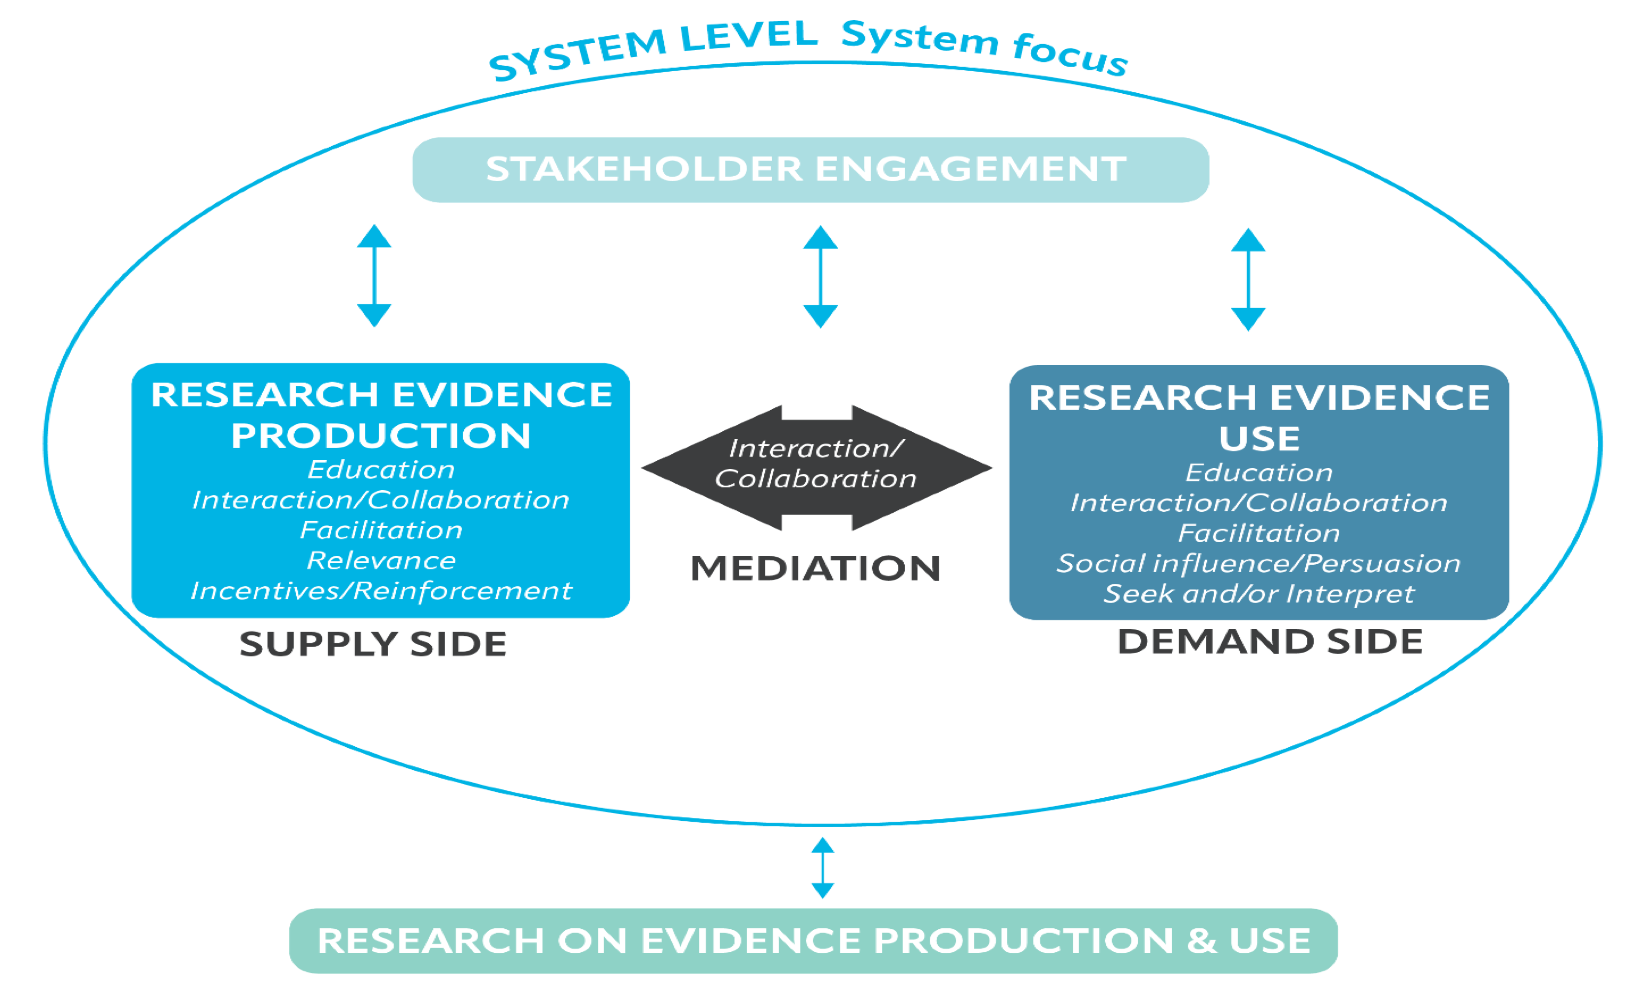 SYSTEM LEVEL System focus
STAKEHOLDER ENGAGEMENT
RESEARCH EVIDENCE
PRODUCTION
Education
Interaction/Collaboration
Facilitation
Relevance
Incentives/Reinforcement
SUPPLY SIDE
Interaction/
Collaboration
MEDIATION
RESEARCH EVIDENCE
USE
Education
Interaction/Collaboration
Facilitation
Social influence/Persuasion
Seek and/or Interpret
DEMAND SIDE
RESEARCH ON EVIDENCE PRODUCTION & USE